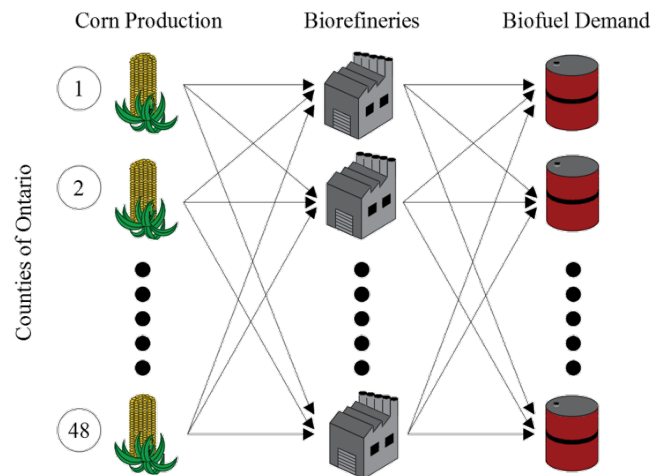 Corn Production
Biorefineries
Biofuel Demand
Counties of Ontario
1
2
48